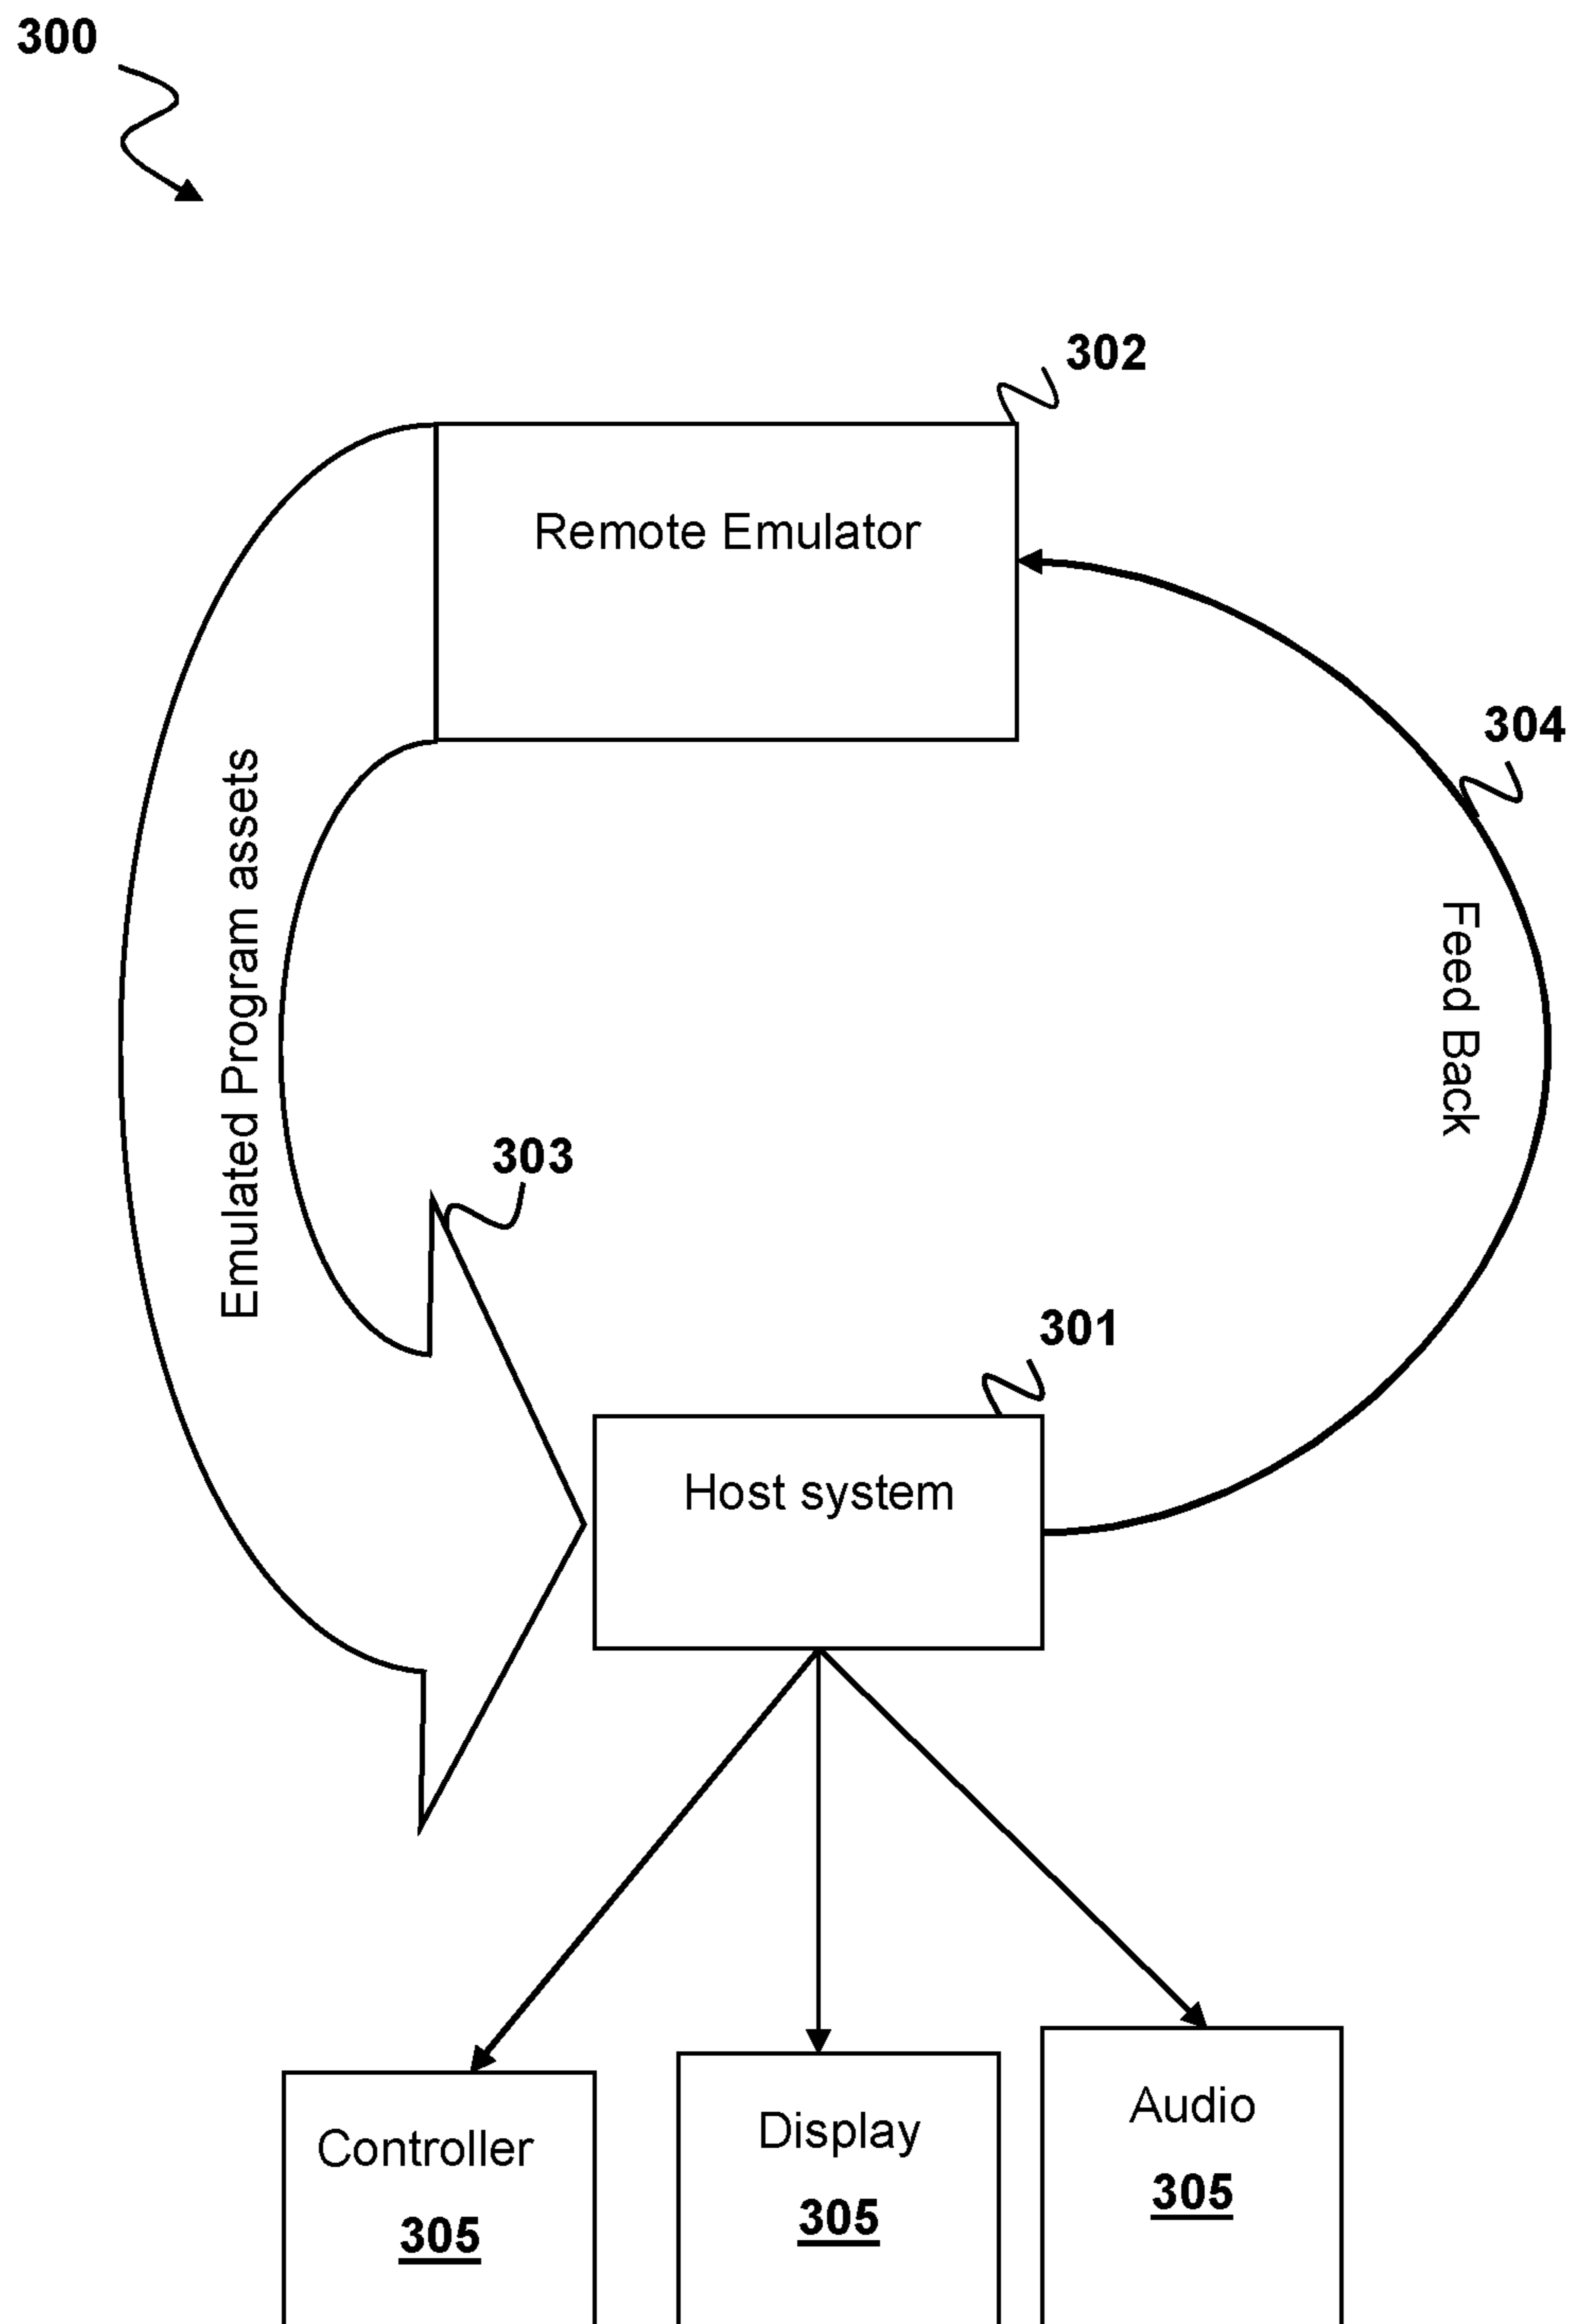 300
302
Remote Emulator
304
Emulated Program assets
Feed Back
303
301
Host system
Controller
305
Display
305
Audio
305